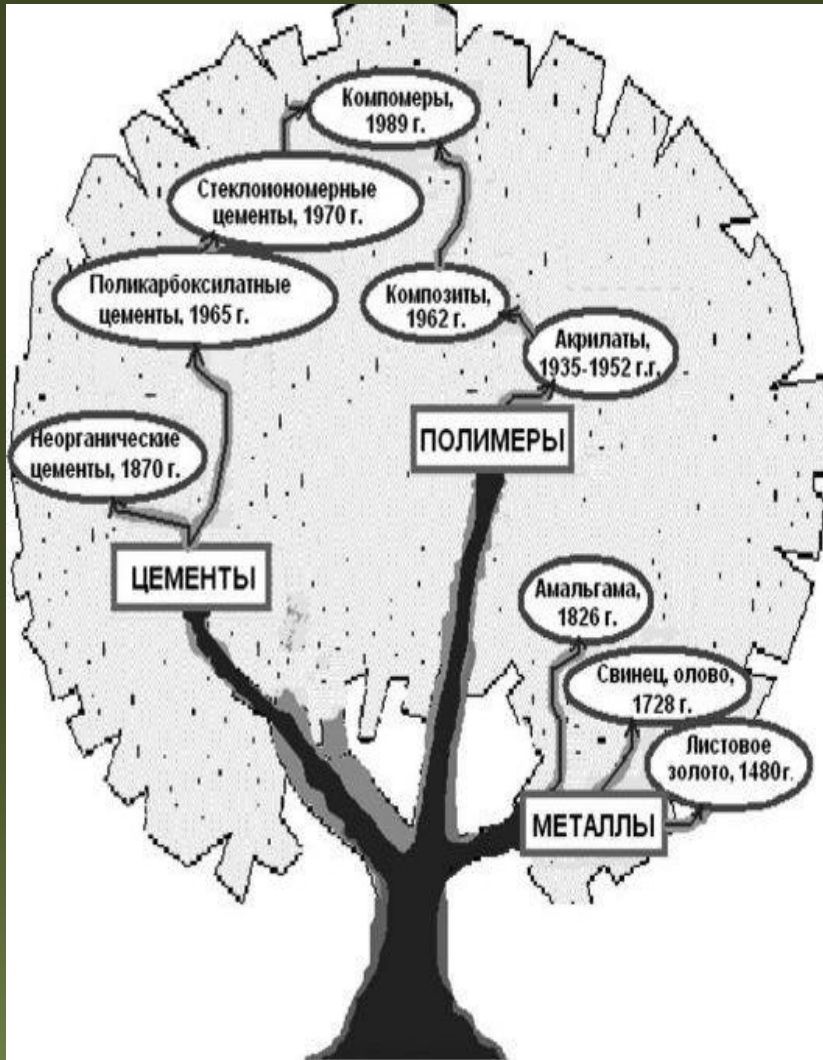 Компомеры,
1989 г.
Стеклоиономерные
цементы, 1970 г.
Поликарбоксилатные
цементы, 1965 г.
Композиты,
1962 г.
Акрилаты,
1935-1952 г.г.
Неорганические
цементы, 1870 г.
ПОЛИМЕРЫ
ЦЕМЕНТЫ
Амальгама,
1826 г.
Свинец, олово,
1728 г.
Листовое
золото, 1480г.
МЕТАЛЛЫ